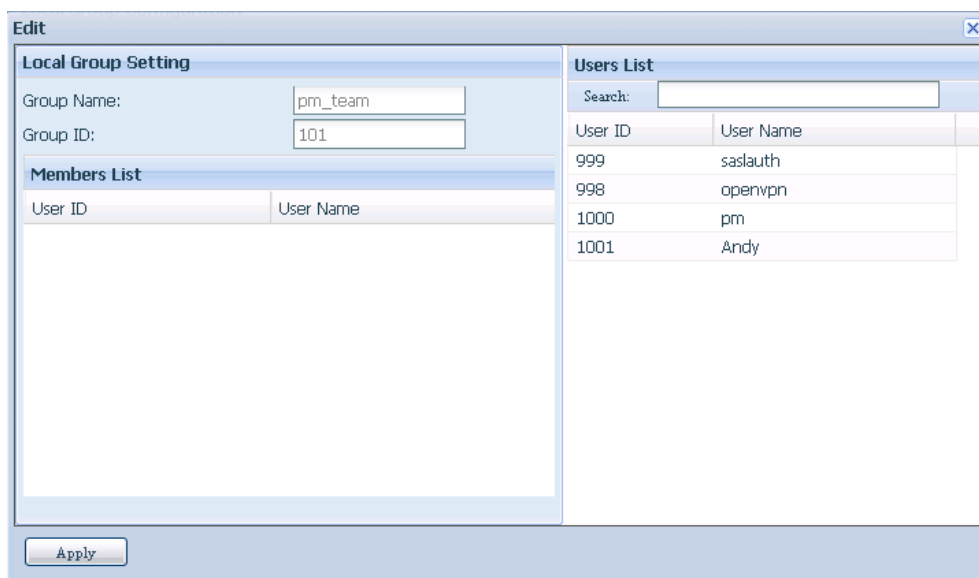 Edit
Local Group Setting
Group Name: pm_team
Group ID: 101
Members List
User ID User Name
Users List
Search:
User ID User Name
999 saslauth
998 openvpn
1000 pm
1001 Andy
Apply